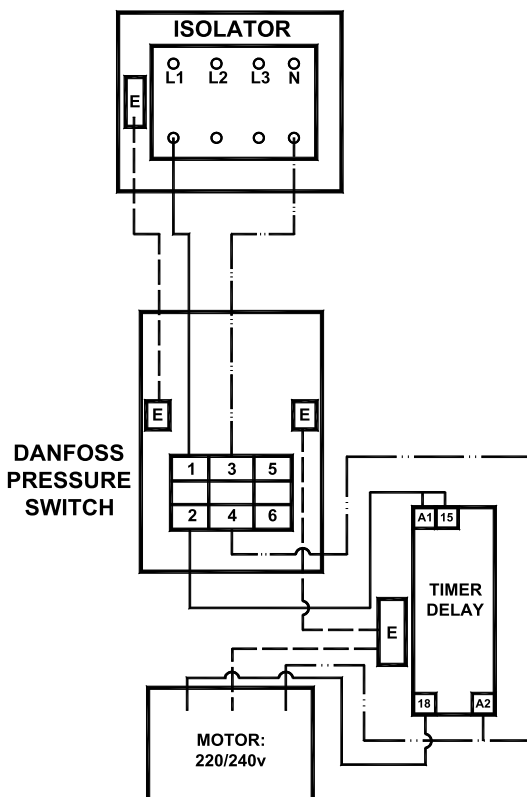 ISOLATOR
L1 L2 L3 N
E
E E
DANFOSS
PRESSURE
SWITCH
1 3 5
2 4 6
A1 15
TIMER
DELAY
E
18 A2
MOTOR:
220/240v